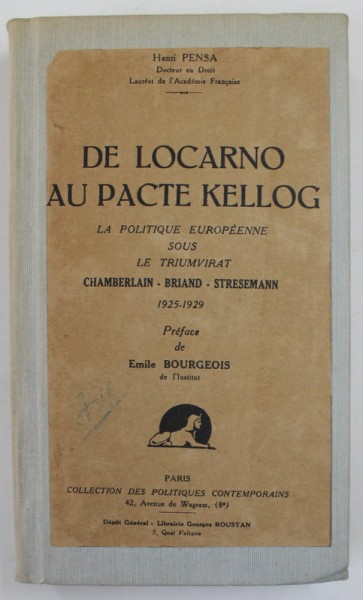 Henri PENSA
Docteur en Droit
Lauréat de l'Académie Française
DE LOCARNO
AU PACTE KELLOG
LA POLITIQUE EUROPÉENNE
SOUS
LE TRIUMVIRAT
CHAMBERLAIN - BRIAND - STRESEMANN
1925-1929
Préface
de
Emile BOURGEOIS
de l'Institut
PARIS
COLLECTION DES POLITIQUES CONTEMPORAINS
42, Avenue de Wagram, (8e)
Dépôt Général : Librairie Georges ROUSTAN
5, Quai Voltaire